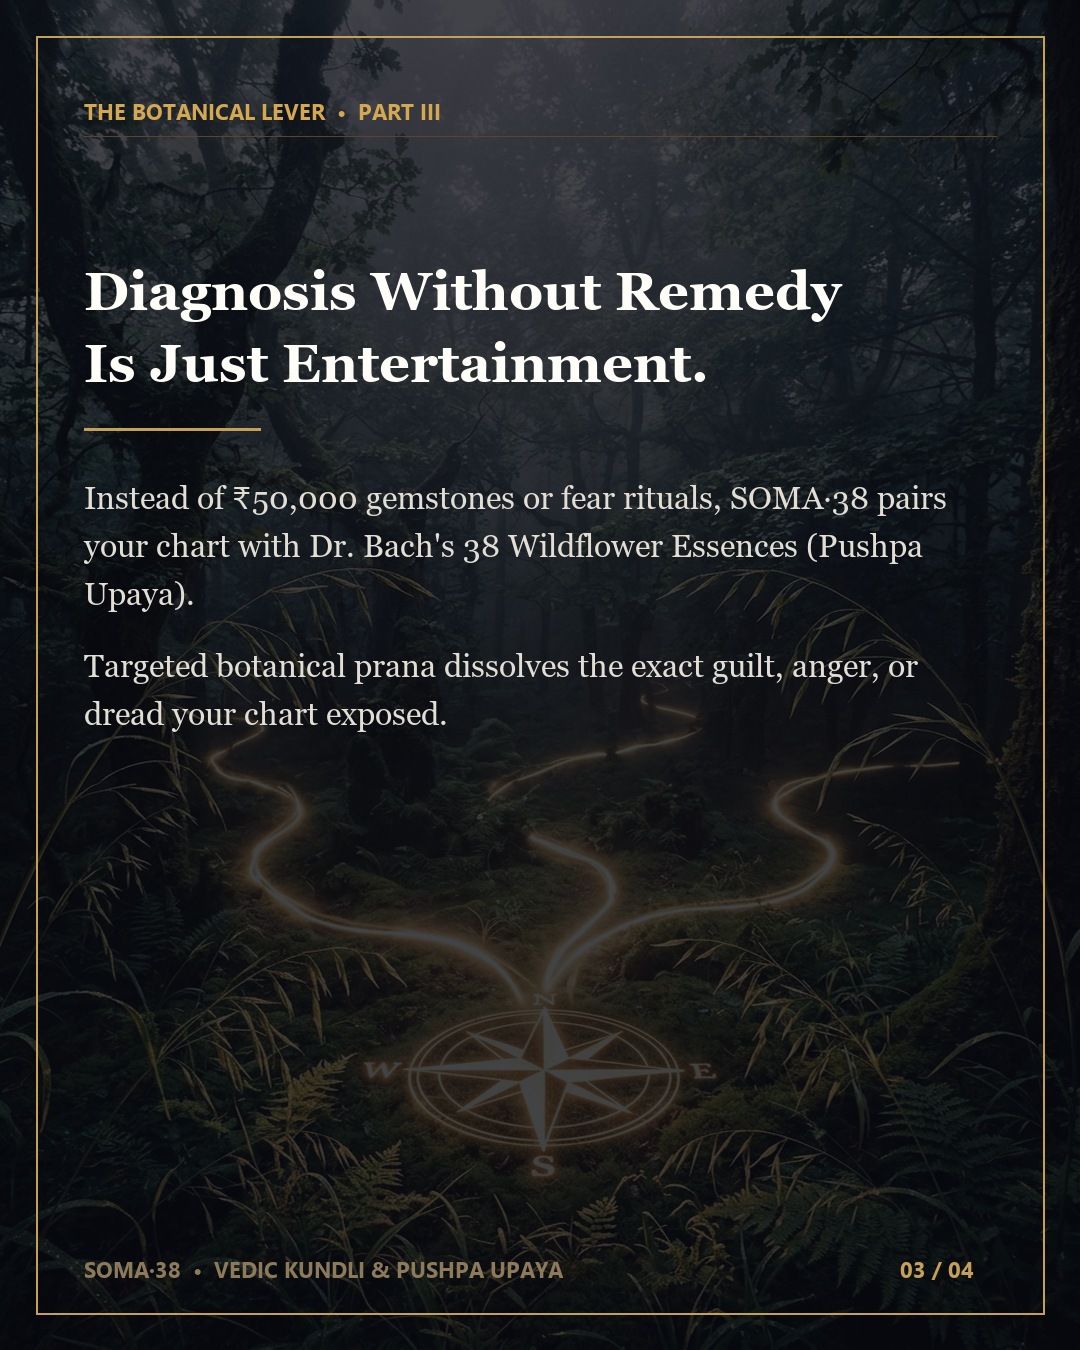 THE BOTANICAL LEVER • PART III
Diagnosis Without Remedy
Is Just Entertainment.
Instead of ₹50,000 gemstones or fear rituals, SOMA·38 pairs
your chart with Dr. Bach's 38 Wildflower Essences (Pushpa
Upaya).
Targeted botanical prana dissolves the exact guilt, anger, or
dread your chart exposed.
N
W E
S
SOMA·38 • VEDIC KUNDLI & PUSHPA UPAYA 03 / 04